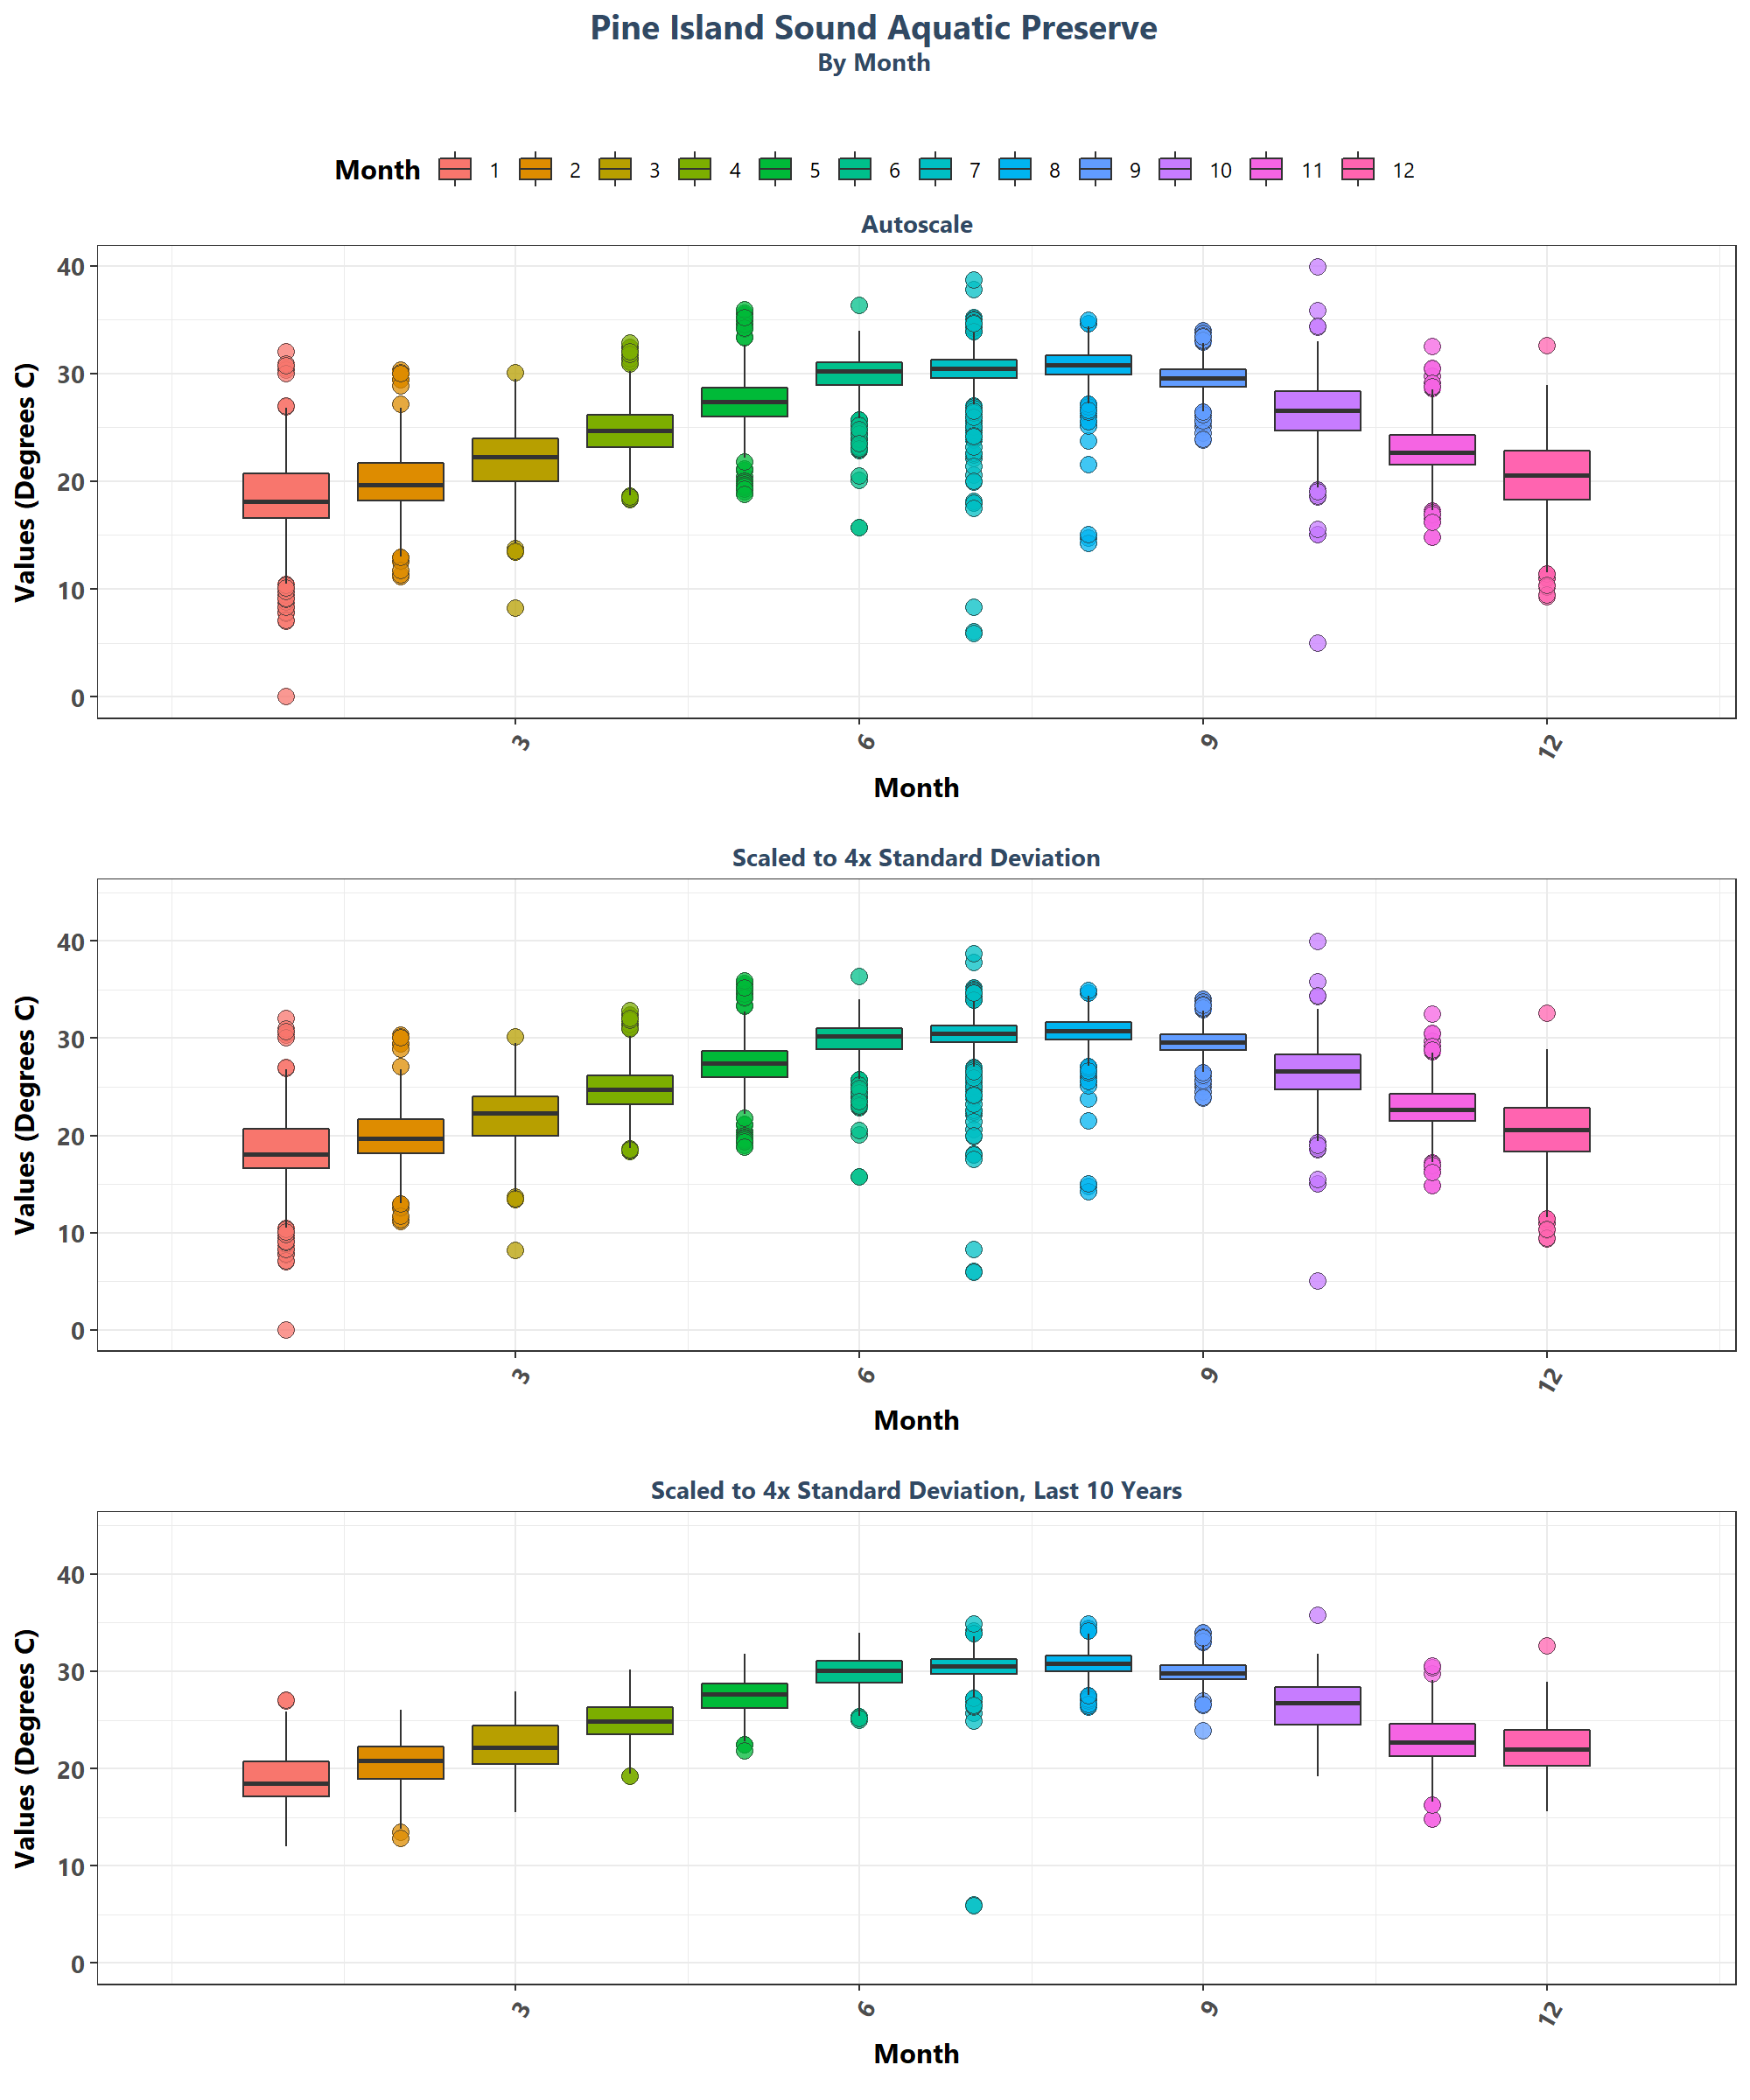 Pine Island Sound Aquatic Preserve
By Month
Month 1 2 3 4 5 6 7 8 9 10 11 12
Autoscale
Values (Degrees C)
40
30
20
10
0
3 6 9 12
Month
Scaled to 4x Standard Deviation
Values (Degrees C)
40
30
20
10
0
3 6 9 12
Month
Scaled to 4x Standard Deviation, Last 10 Years
Values (Degrees C)
40
30
20
10
0
3 6 9 12
Month